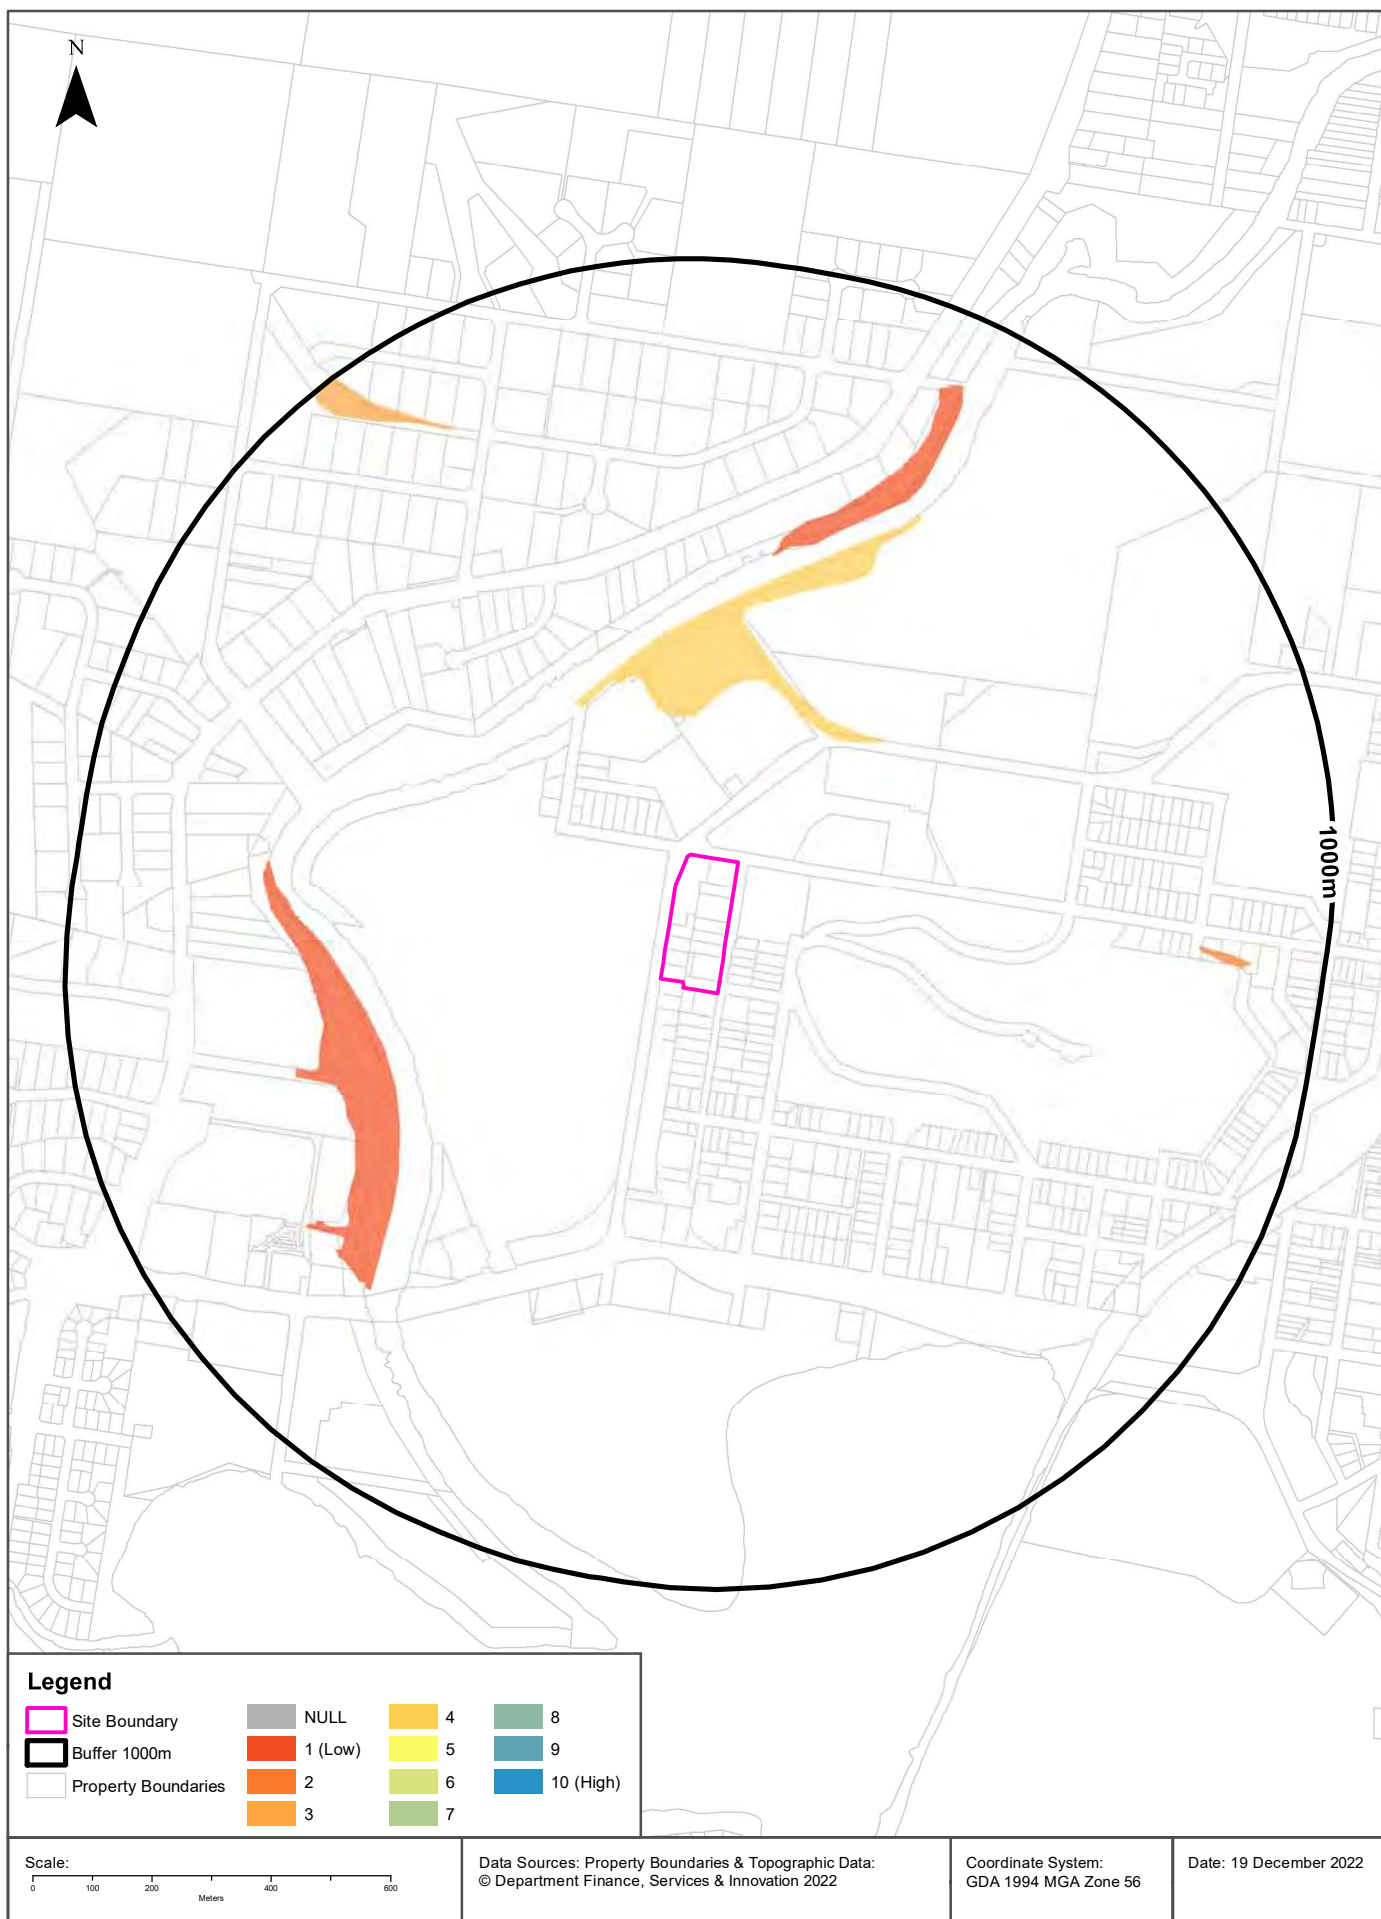 N
1000m
Legend
Site Boundary
Buffer 1000m
Property Boundaries
NULL
1 (Low)
2
3
4
5
6
7
8
9
10 (High)
Scale:
0 100 200 400 600
Meters
Data Sources: Property Boundaries & Topographic Data:
© Department Finance, Services & Innovation 2022
Coordinate System:
GDA 1994 MGA Zone 56
Date: 19 December 2022